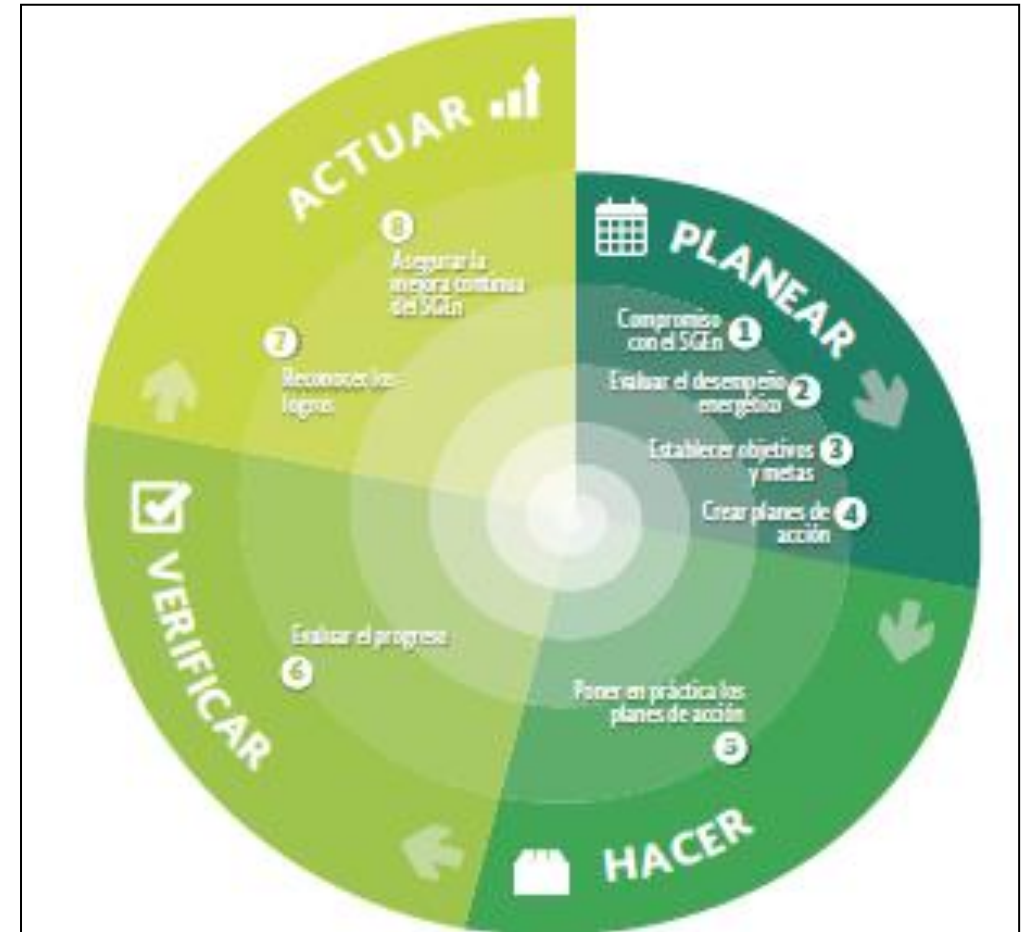 PLANEAR
1
Compromiso
con el SGEn
2
Evaluar el desempeño
energético
3
Establecer objetivos
y metas
4
Crear planes de
acción
HACER
Poner en práctica los
planes de acción
5
VERIFICAR
Evaluar el progreso
6
ACTUAR
7
Reconocer los
logros
8
Asegurar la
mejora continua
del SGEn